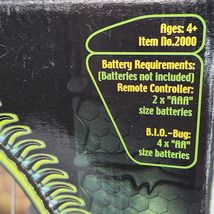 Ages: 4+
Item No.2000
Battery Requirements:
(Batteries not included)
Remote Controller:
2 x "AAA"
size batteries
B.I.O.-Bug:
4 x "AA"
size batteries